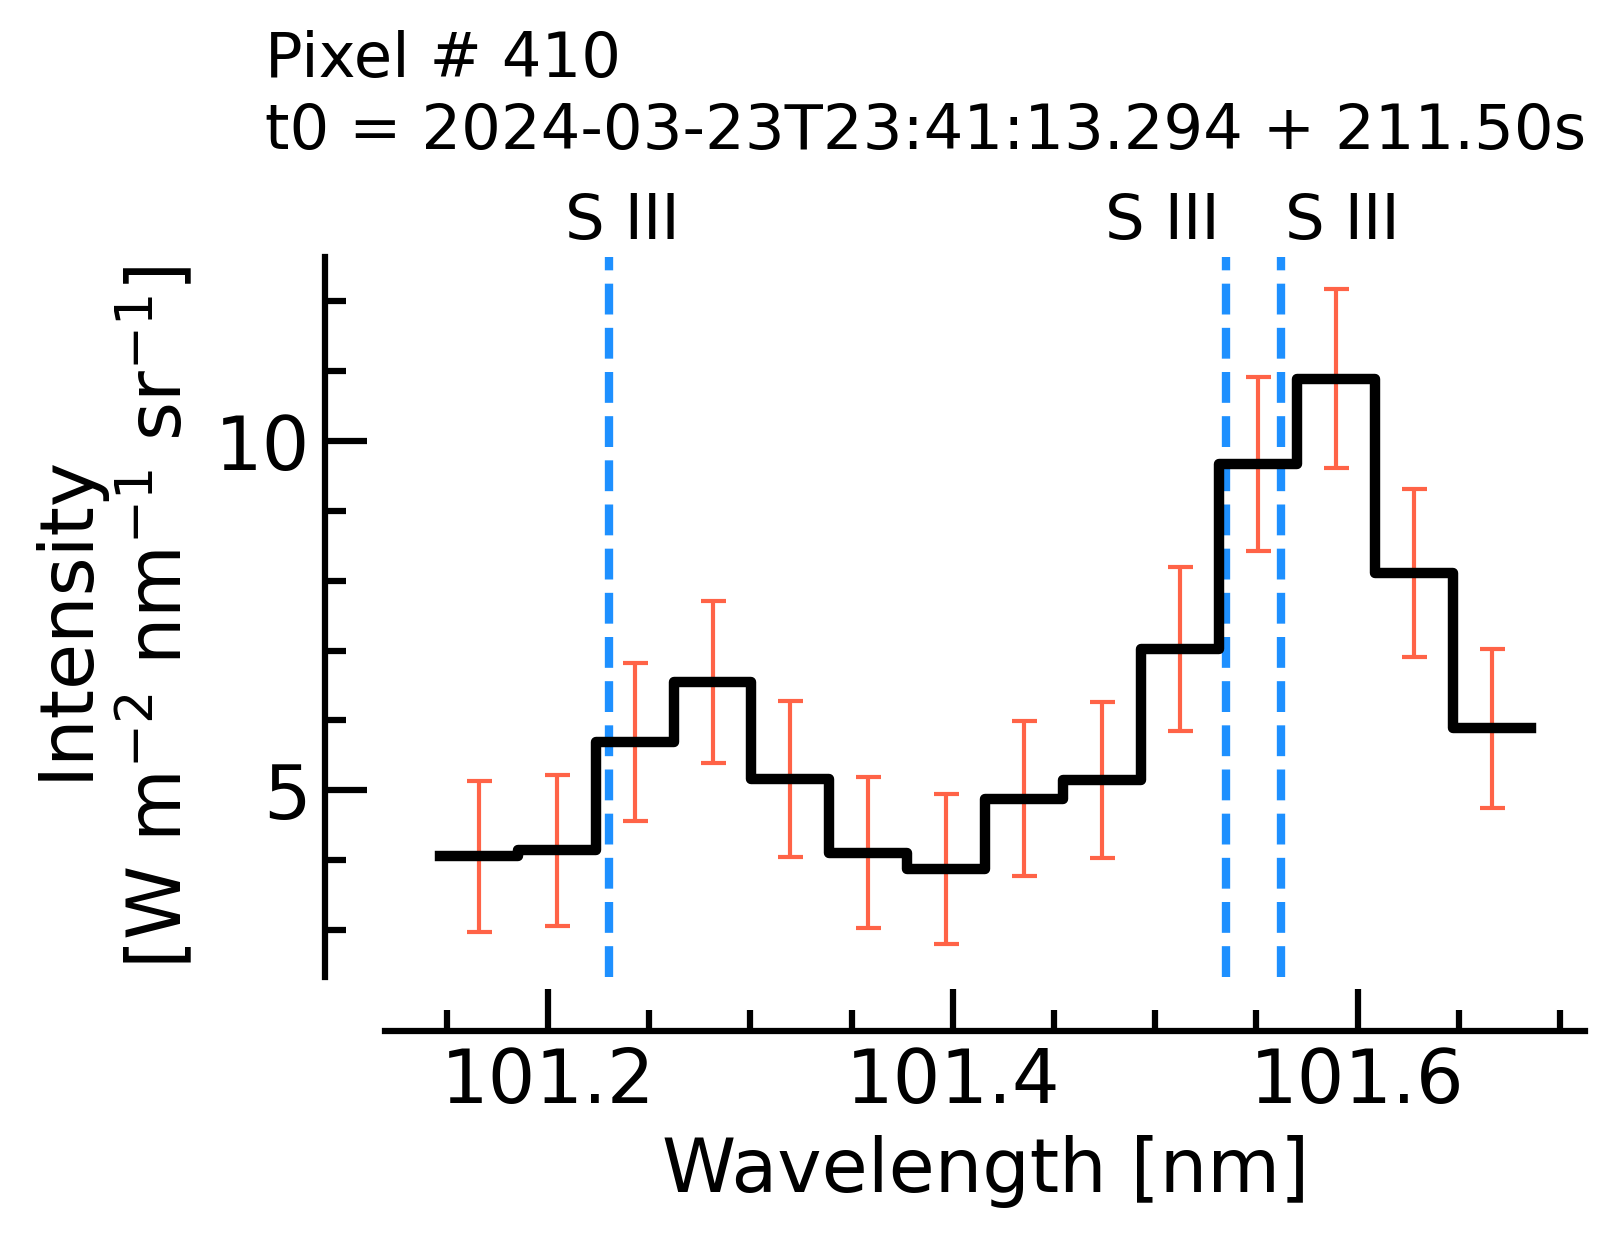 Pixel # 410
t0 = 2024-03-23T23:41:13.294 + 211.50s
S III S III S III
Intensity
[W m⁻² nm⁻¹ sr⁻¹]
10
5
101.2 101.4 101.6
Wavelength [nm]